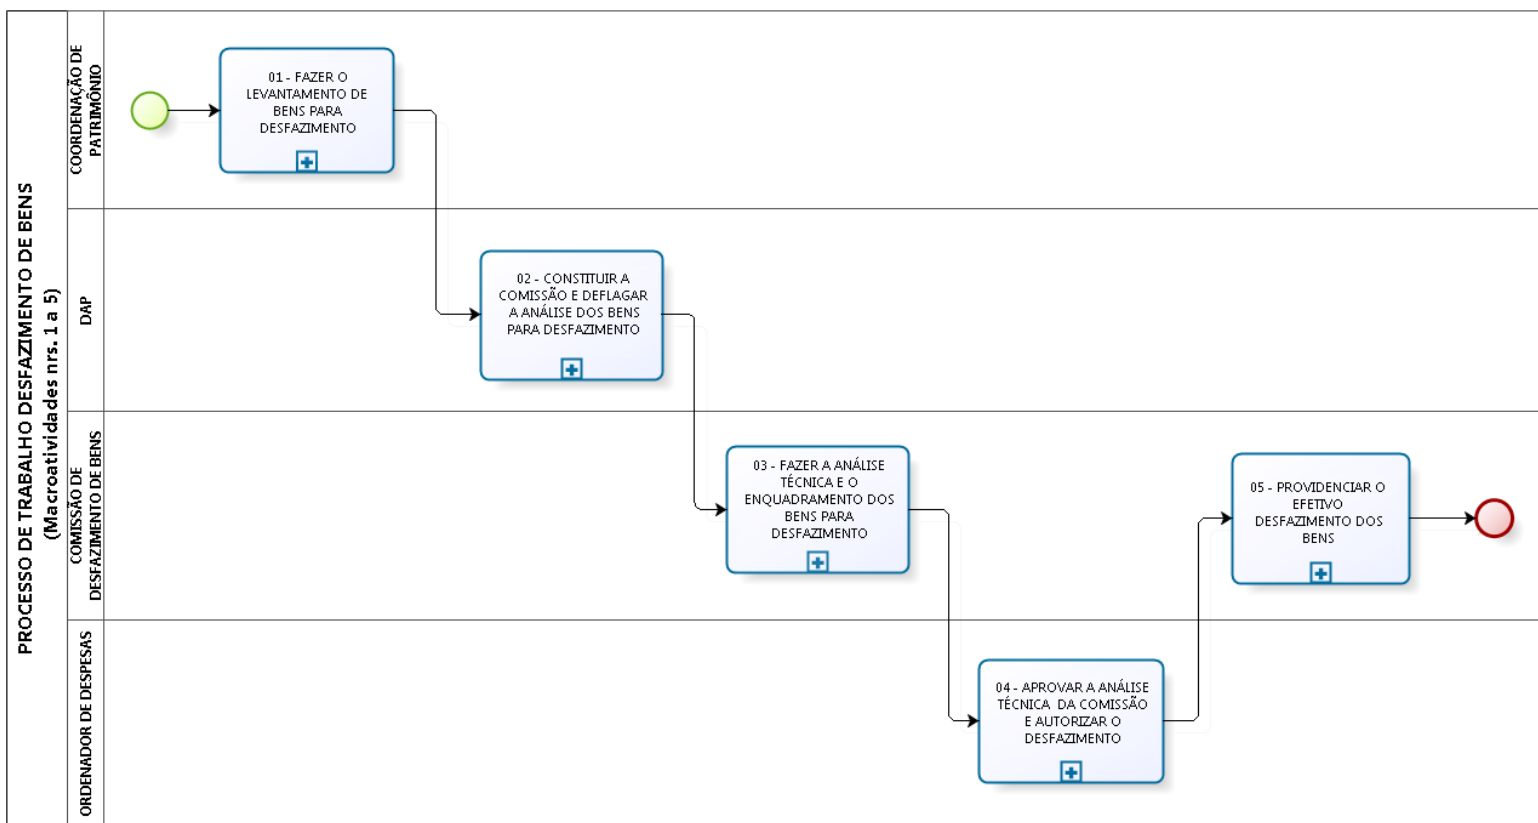 PROCESSO DE TRABALHO DESFAZIMENTO DE BENS
(Macroatividades nrs. 1 a 5)
COORDENAÇÃO DE
PATRIMÔNIO
01 - FAZER O
LEVANTAMENTO DE
BENS PARA
DESFAZIMENTO
DAP
02 - CONSTITUIR A
COMISSÃO E DEFLAGAR
A ANÁLISE DOS BENS
PARA DESFAZIMENTO
COMISSÃO DE
DESFAZIMENTO DE BENS
03 - FAZER A ANÁLISE
TÉCNICA E O
ENQUADRAMENTO DOS
BENS PARA
DESFAZIMENTO
05 - PROVIDENCIAR O
EFETIVO
DESFAZIMENTO DOS
BENS
ORDENADOR DE DESPESAS
04 - APROVAR A ANÁLISE
TÉCNICA DA COMISSÃO
E AUTORIZAR O
DESFAZIMENTO